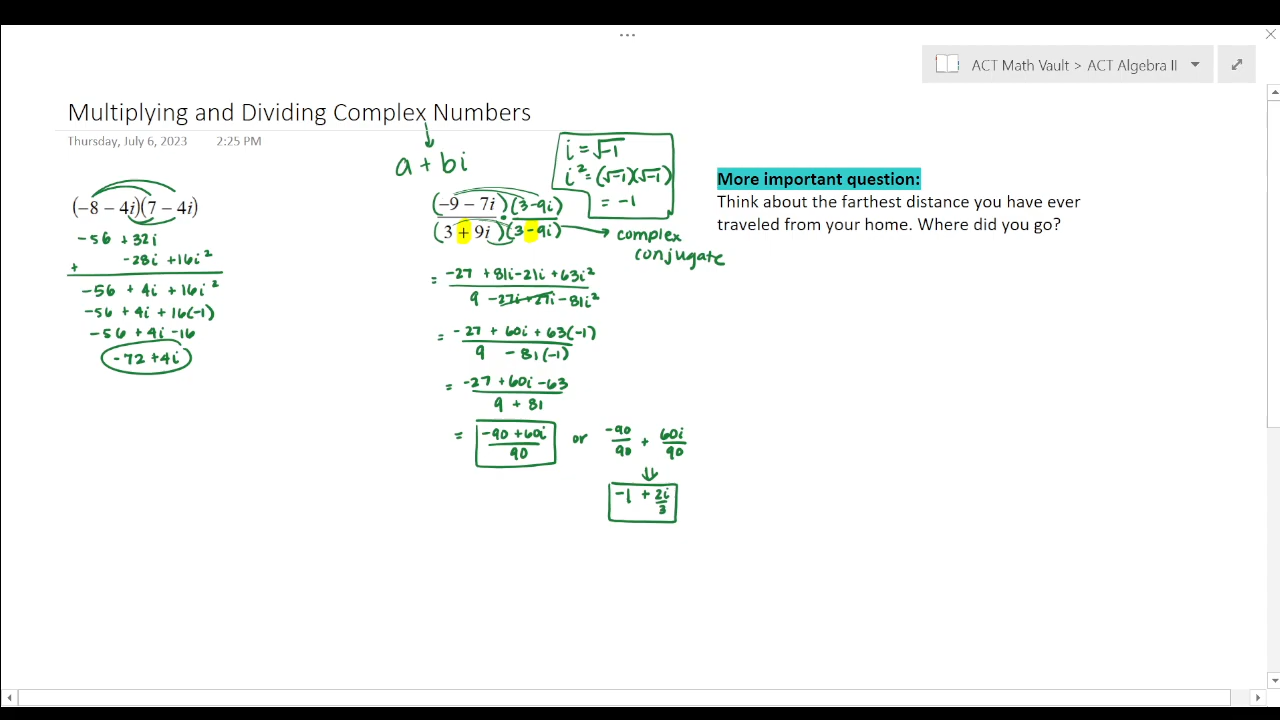 ACT Math Vault > ACT Algebra II
Multiplying and Dividing Complex Numbers
Thursday, July 6, 2023 2:25 PM
a + bi
i = √-1
i² = (√-1)(√-1)
= -1
More important question:
Think about the farthest distance you have ever
traveled from your home. Where did you go?
(−8 − 4i)(7 − 4i)
-56 + 32i
+ -28i + 16i²
-56 + 4i + 16i²
-56 + 4i + 16(-1)
-56 + 4i - 16
-72 + 4i
(−9 − 7i) · (3 - 9i)
(3 + 9i) (3 - 9i)
complex
conjugate
= -27 + 81i - 21i + 63i²
9 - 27i + 27i - 81i²
= -27 + 60i + 63(-1)
9 - 81(-1)
= -27 + 60i - 63
9 + 81
= -90 + 60i or -90 + 60i
90 90 90
-1 + 2i
3